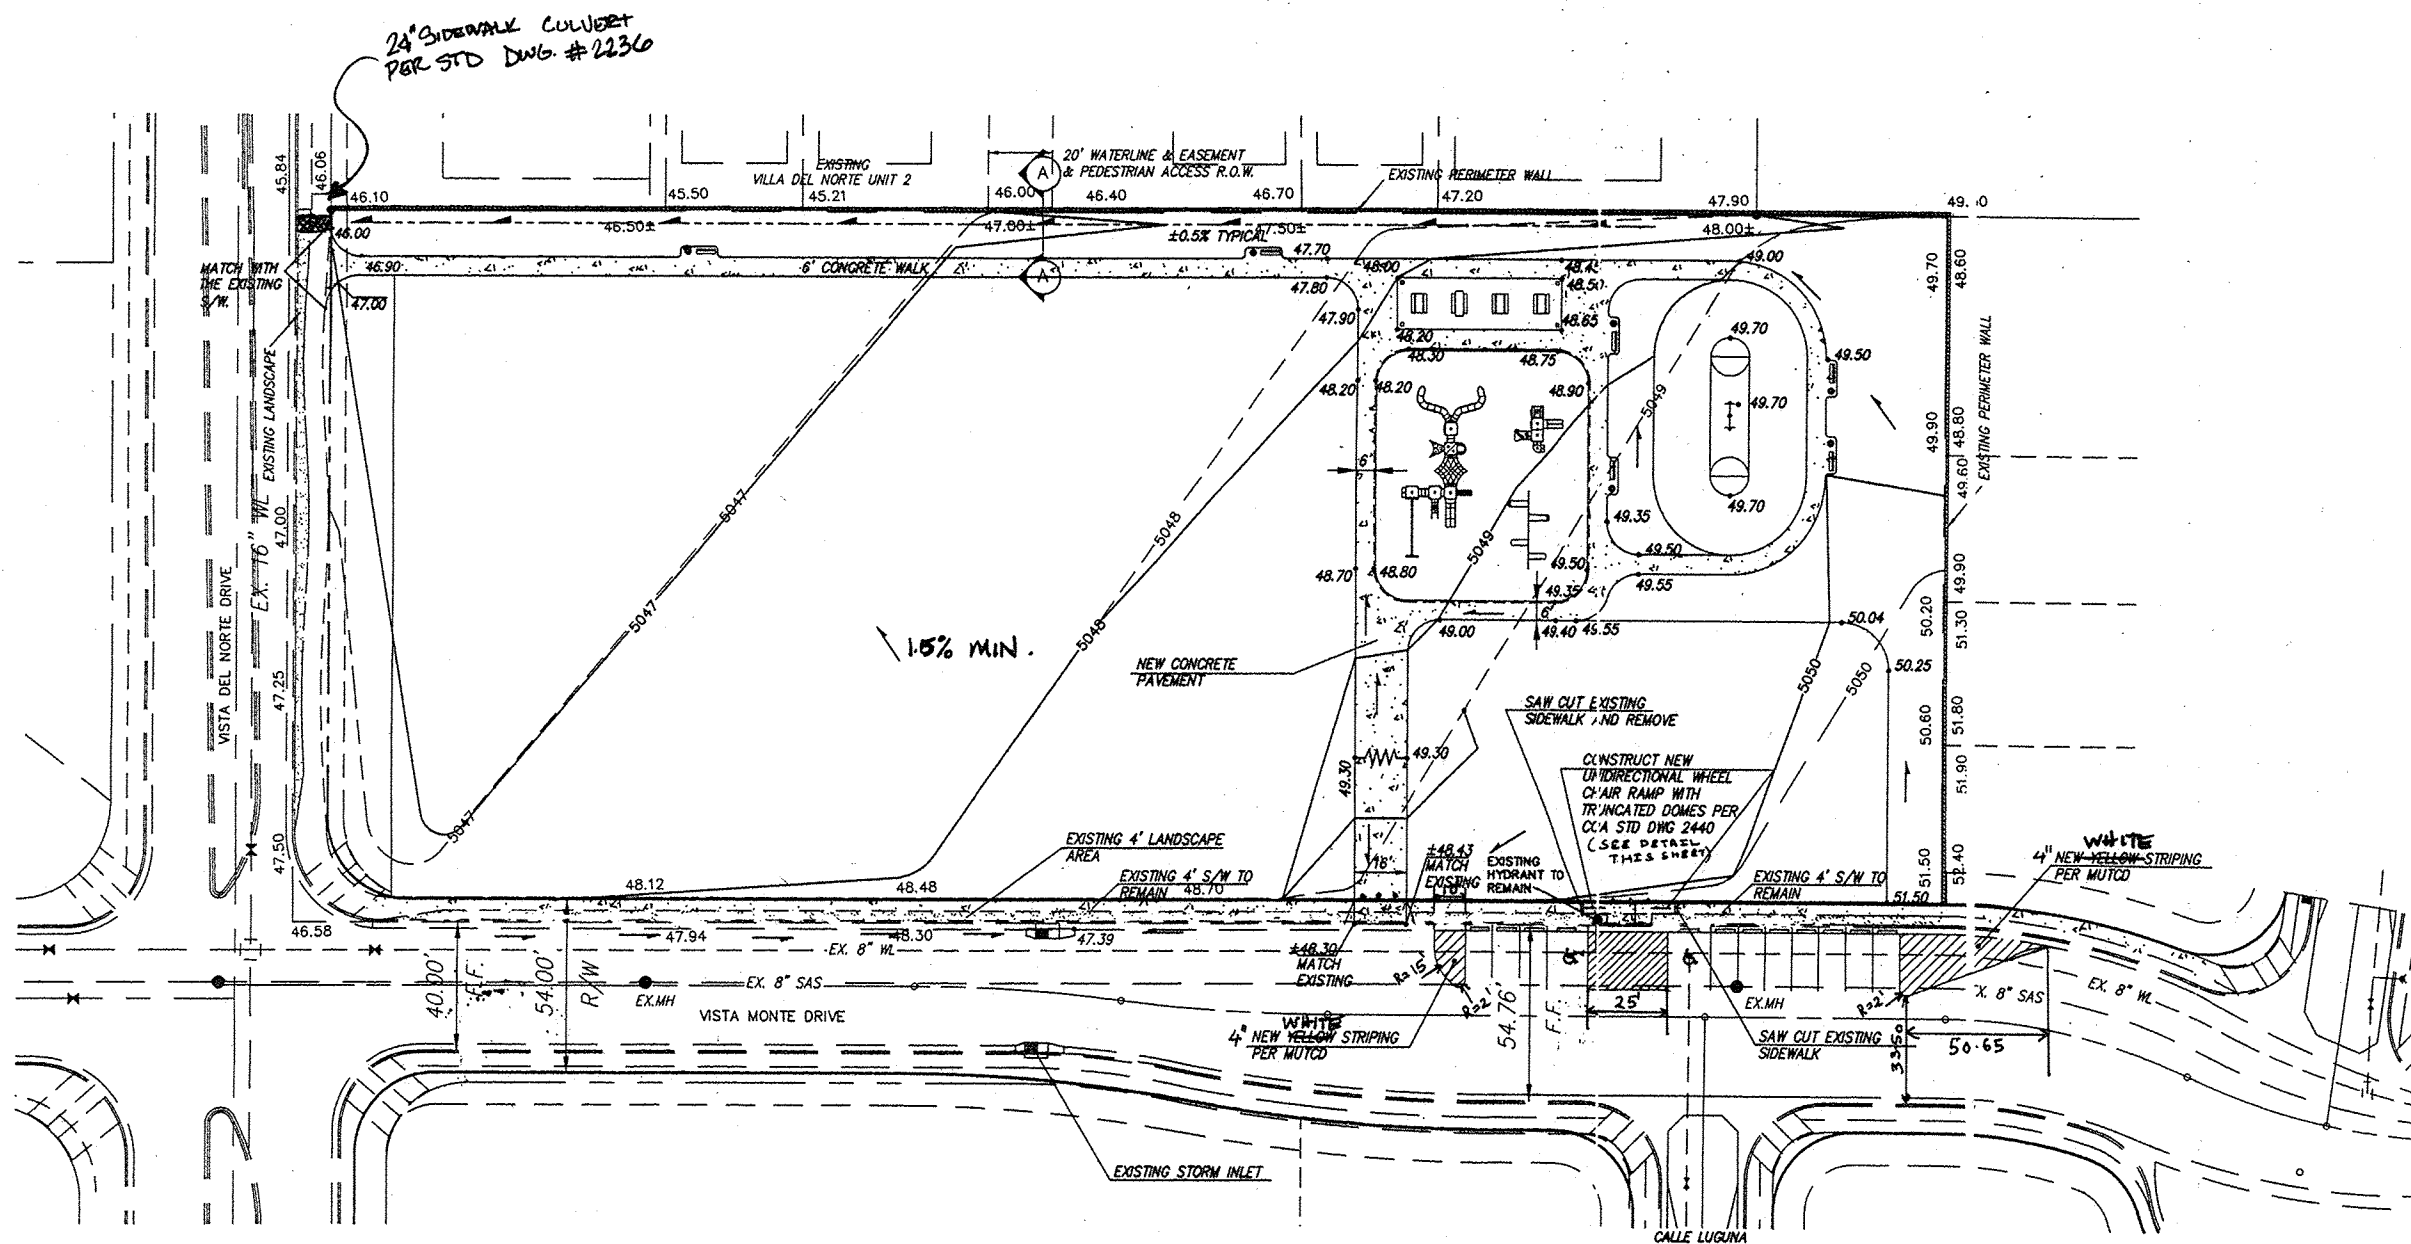 24" SIDEWALK CULVERT
PER STD DWG. #2236
45.84
46.06
46.10
45.50
EXISTING
VILLA DEL NORTE UNIT 2
45.21
46.00
A
20' WATERLINE & EASEMENT
& PEDESTRIAN ACCESS R.O.W.
46.40
46.70
EXISTING PERIMETER WALL
47.20
47.90
46.00
46.50±
47.00±
±0.5% TYPICAL
47.50±
48.00±
MATCH WITH
THE EXISTING
S/W.
46.90
47.00
6' CONCRETE WALK
A
47.70
47.80
47.90
48.00
48.50
48.65
48.20
48.30
48.75
49.00
49.70
48.60
EXISTING PERIMETER WALL
49.70
49.50
48.20
48.20
48.90
5049
49.70
49.90
48.80
49.60
49.70
6'
49.35
49.50
49.55
48.70
48.80
49.50
49.35
6'
49.00
49.40
49.55
50.04
50.25
49.90
50.20
51.30
EXISTING LANDSCAPE
EX. 16" WL
VISTA DEL NORTE DRIVE
47.00
47.25
47.50
5047
5047
5047
5048
5048
5049
5050
5050
1.5% MIN.
NEW CONCRETE
PAVEMENT
SAW CUT EXISTING
SIDEWALK AND REMOVE
50.60
51.80
51.90
49.30
49.30
CONSTRUCT NEW
UNIDIRECTIONAL WHEEL
CHAIR RAMP WITH
TRUNCATED DOMES PER
COA STD DWG 2440
(SEE DETAIL
THIS SHEET)
EXISTING 4' LANDSCAPE
AREA
EXISTING 4' S/W TO
REMAIN
48.12
48.48
48.70
16'
±48.43
MATCH
EXISTING
10'
EXISTING
HYDRANT TO
REMAIN
EXISTING 4' S/W TO
REMAIN
51.50
51.50
52.40
WHITE
4" NEW YELLOW STRIPING
PER MUTCD
46.58
47.94
EX. 8" WL
48.30
47.39
±48.30
MATCH
EXISTING
R=15'
R=2'
40.00'
F.F.
54.00'
R/W
EX.MH
EX. 8" SAS
VISTA MONTE DRIVE
WHITE
4" NEW YELLOW STRIPING
PER MUTCD
54.76'
F.F.
25'
EX.MH
SAW CUT EXISTING
SIDEWALK
R=2'
33.50
50.65
X. 8" SAS
EX. 8" WL
EXISTING STORM INLET
CALLE LUGUNA